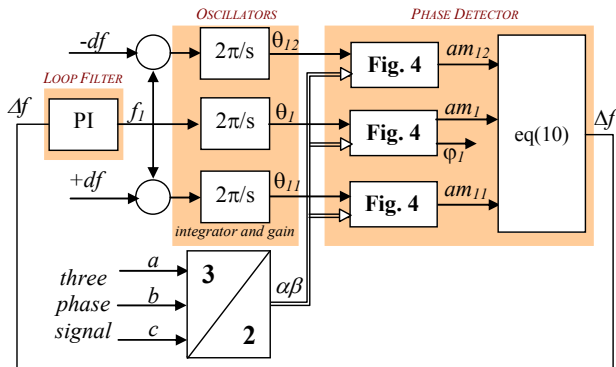 OSCILLATORS
PHASE DETECTOR
-df
2π/s
θ12
Fig. 4
am12
LOOP FILTER
Δf
PI
f1
2π/s
θ1
Fig. 4
am1
φ1
eq(10)
Δf
+df
2π/s
θ11
Fig. 4
am11
integrator and gain
three
phase
signal
a
b
c
3
2
αβ